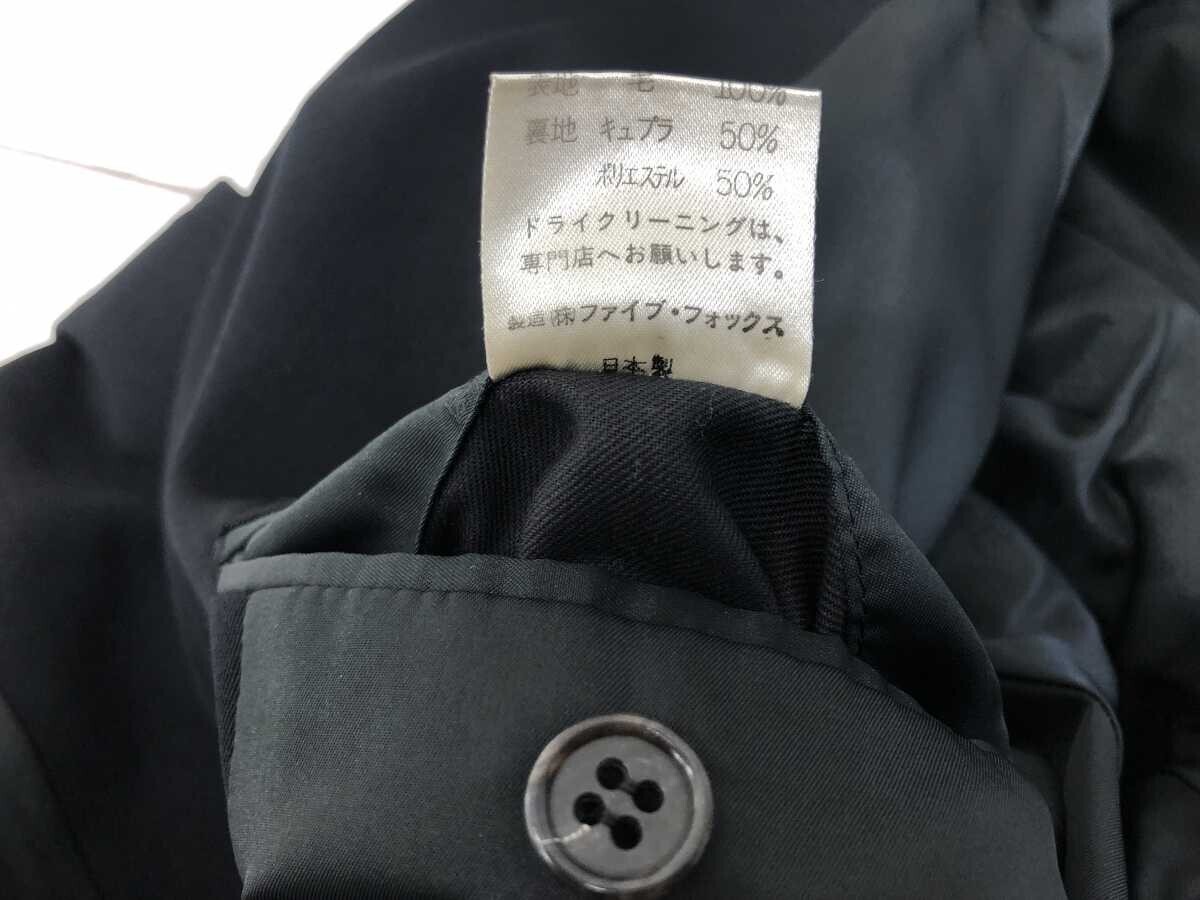 表地 毛 100%
裏地 キュプラ 50%
ポリエステル 50%
ドライクリーニングは、
専門店へお願いします。
製造㈱ファイブ・フォックス
日本製